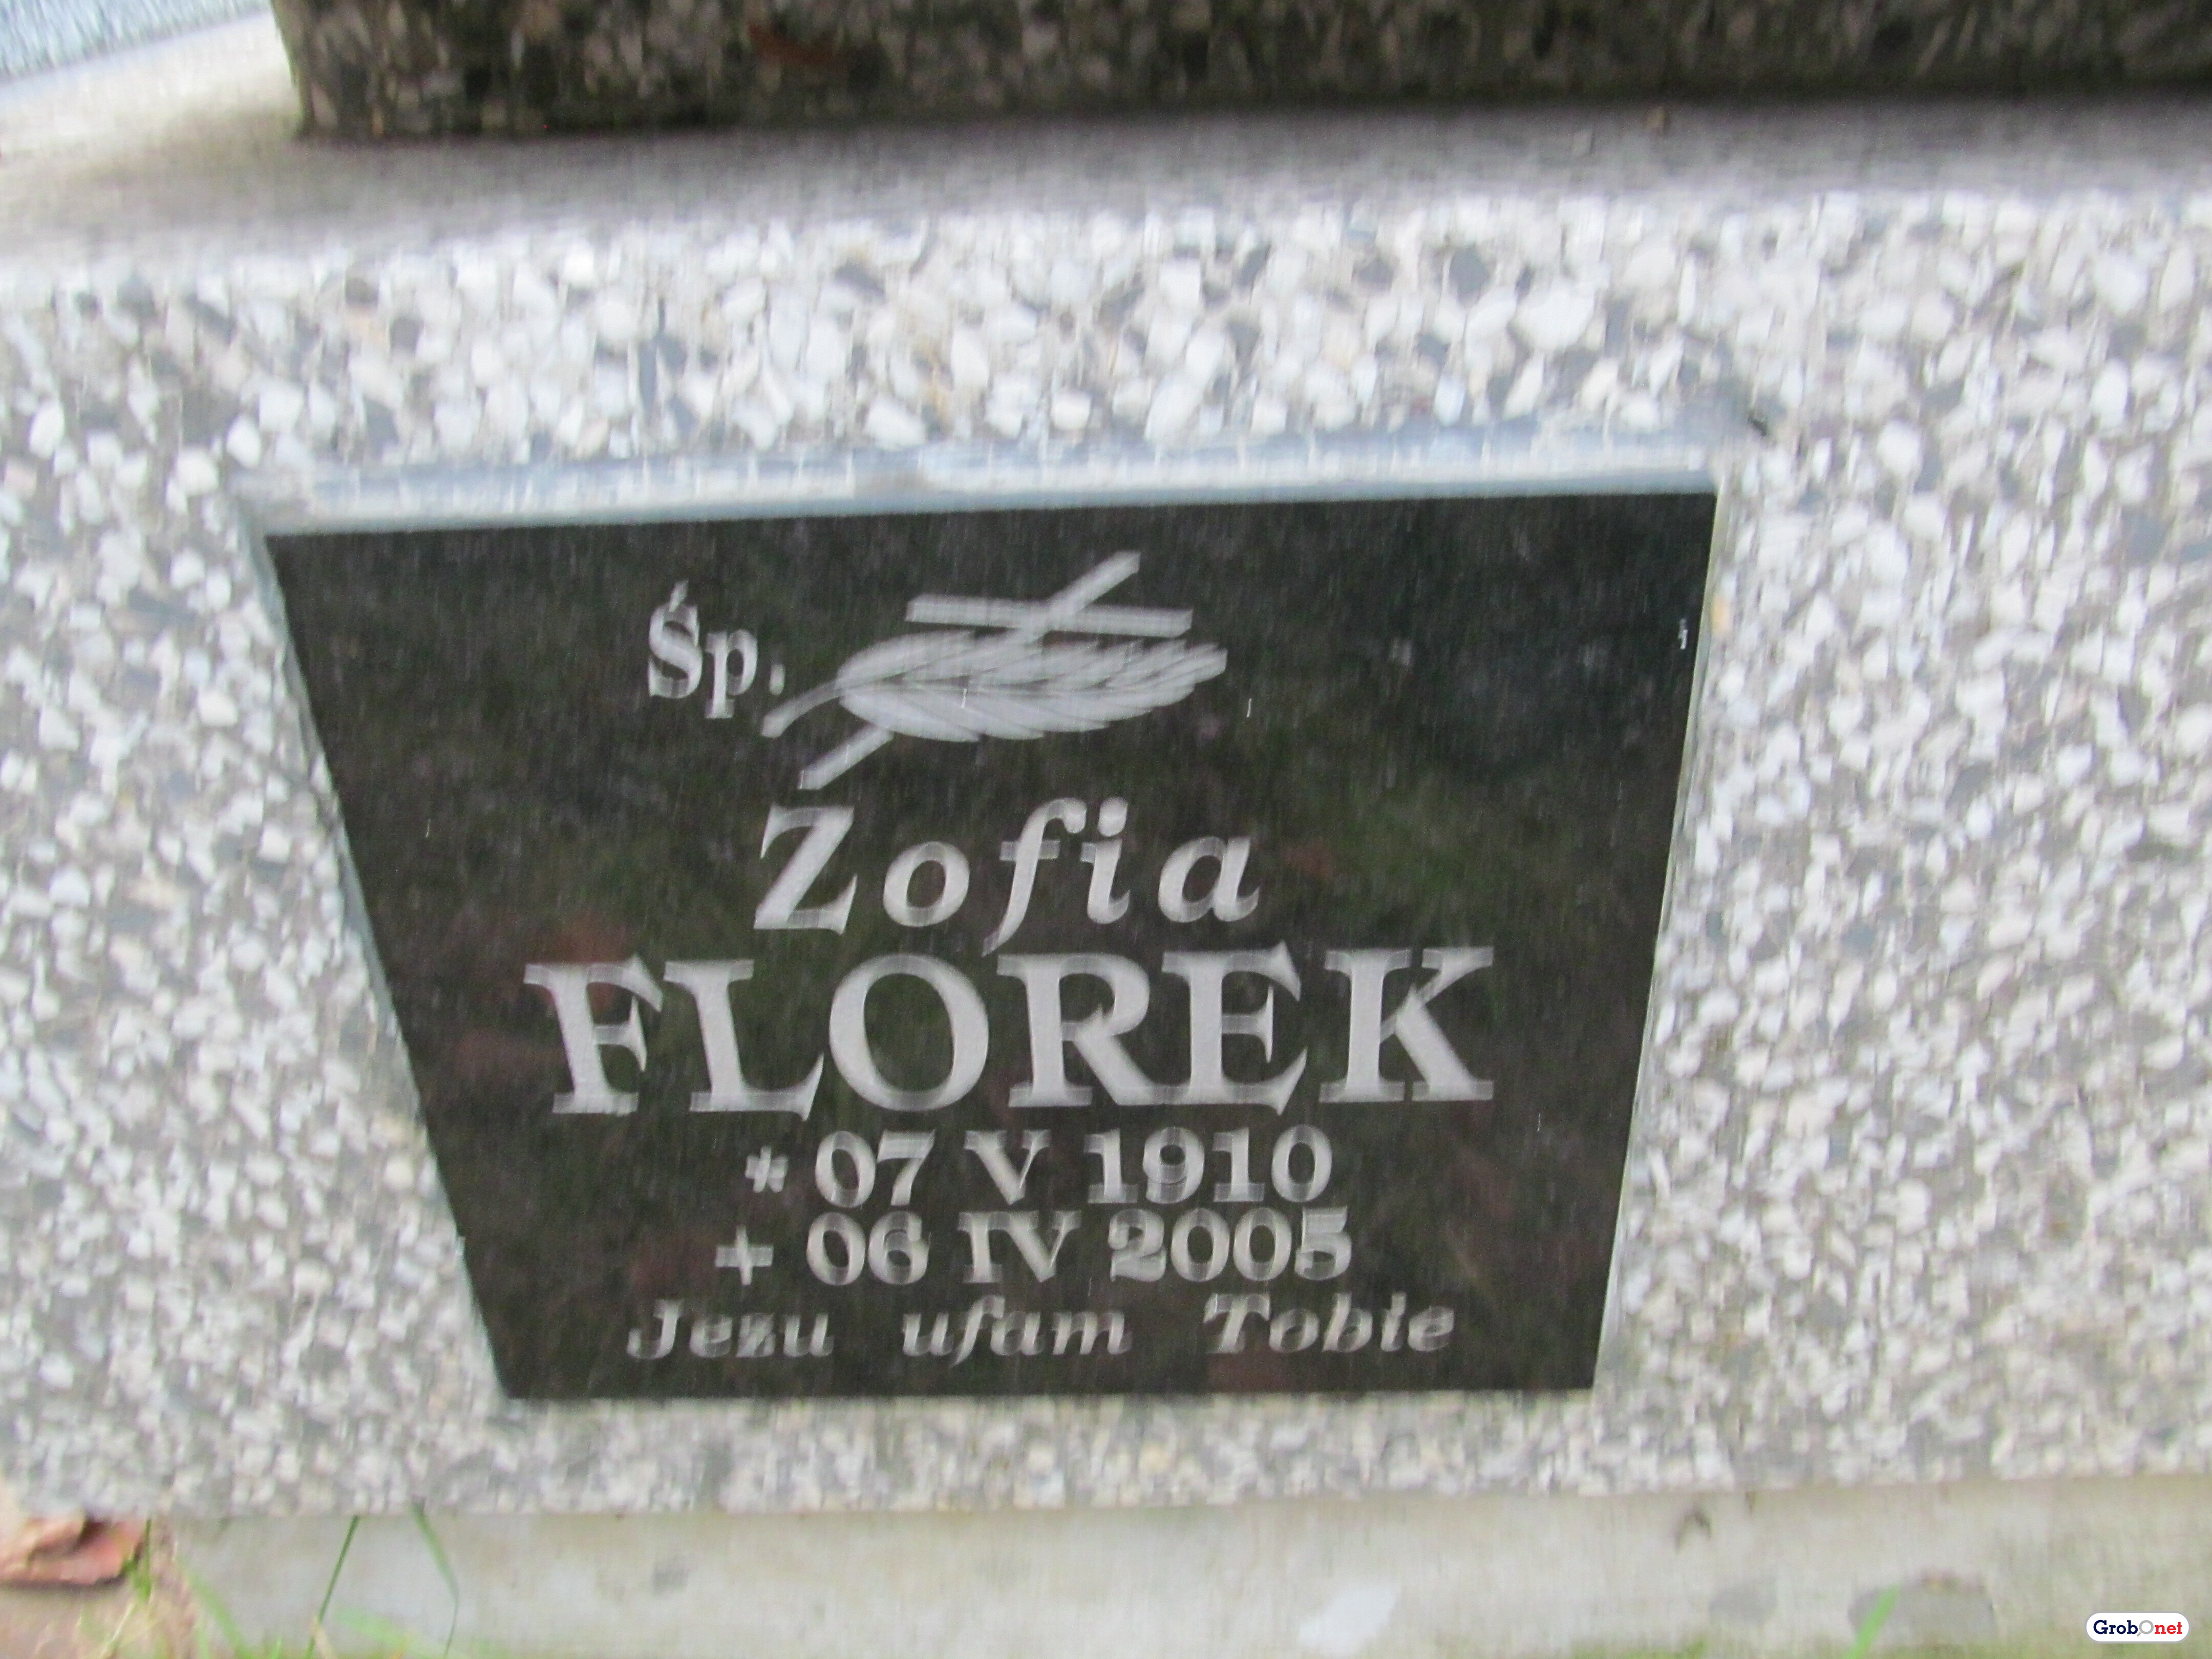 Śp.
Zofia
FLOREK
* 07 V 1910
+ 06 IV 2005
Jezu ufam Tobie
GrobOnet